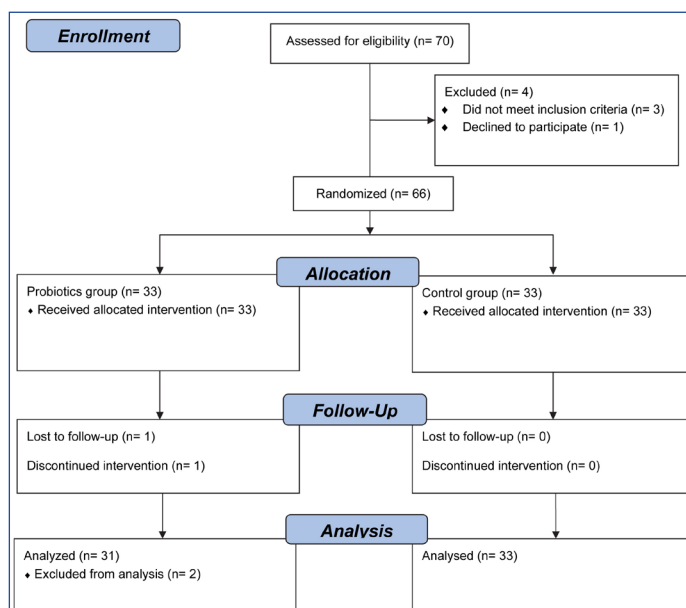 Enrollment
Assessed for eligibility (n= 70)
Excluded (n= 4)
♦ Did not meet inclusion criteria (n= 3)
♦ Declined to participate (n= 1)
Randomized (n= 66)
Allocation
Probiotics group (n= 33)
♦ Received allocated intervention (n= 33)
Control group (n= 33)
♦ Received allocated intervention (n= 33)
Follow-Up
Lost to follow-up (n= 1)
Discontinued intervention (n= 1)
Lost to follow-up (n= 0)
Discontinued intervention (n= 0)
Analysis
Analyzed (n= 31)
♦ Excluded from analysis (n= 2)
Analysed (n= 33)